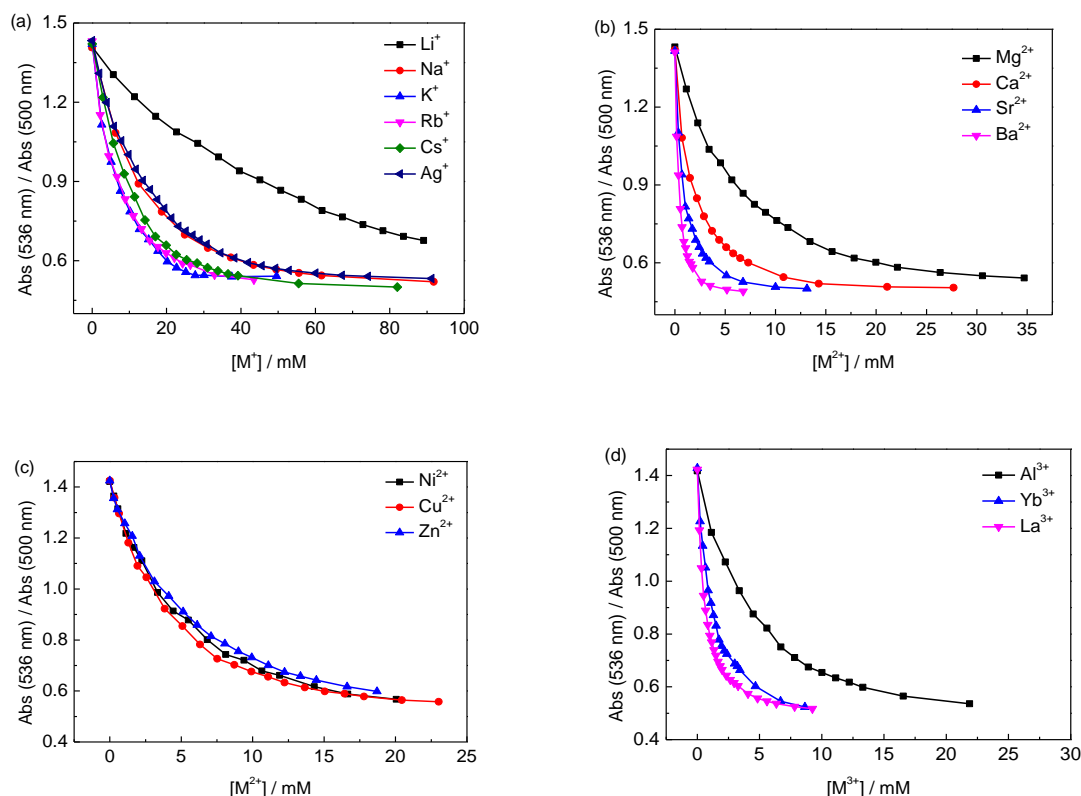 (a)
1.5
1.2
0.9
0.6
Abs (536 nm) / Abs (500 nm)
Li⁺
Na⁺
K⁺
Rb⁺
Cs⁺
Ag⁺
0 20 40 60 80 100
[M⁺] / mM
(b)
1.5
1.2
0.9
0.6
Abs (536 nm) / Abs (500 nm)
Mg²⁺
Ca²⁺
Sr²⁺
Ba²⁺
0 5 10 15 20 25 30 35
[M²⁺] / mM
(c)
1.4
1.2
1.0
0.8
0.6
0.4
Abs (536 nm) / Abs (500 nm)
Ni²⁺
Cu²⁺
Zn²⁺
0 5 10 15 20 25
[M²⁺] / mM
(d)
1.4
1.2
1.0
0.8
0.6
0.4
Abs (536 nm) / Abs (500 nm)
Al³⁺
Yb³⁺
La³⁺
0 5 10 15 20 25 30
[M³⁺] / mM